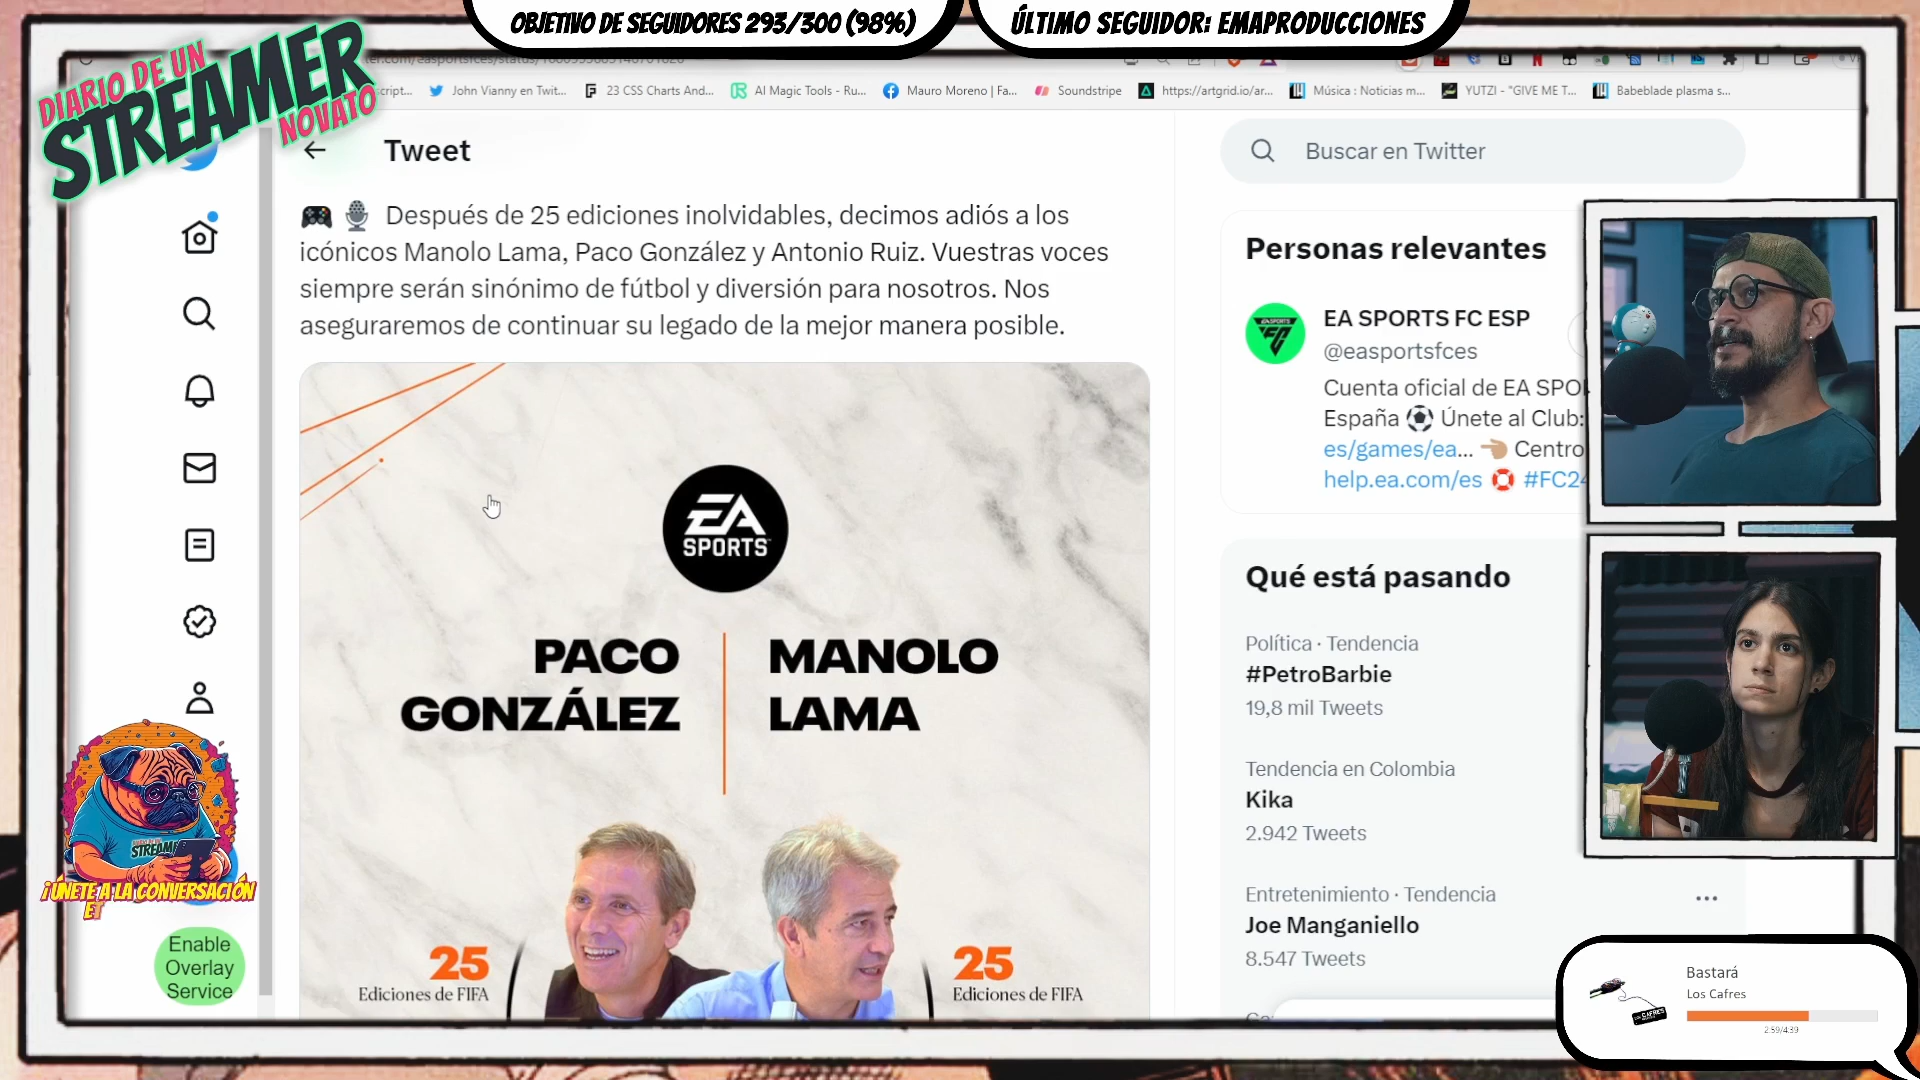 OBJETIVO DE SEGUIDORES 293/300 (98%)
ÚLTIMO SEGUIDOR: EMAPRODUCCIONES
DIARIO DE UN
STREAMER
NOVATO
John Vianny en Twit...
23 CSS Charts And...
AI Magic Tools - Ru...
Mauro Moreno | Fa...
Soundstripe
https://artgrid.io/ar...
Música : Noticias m...
YUTZI - "GIVE ME T...
Babeblade plasma s...
Tweet
Después de 25 ediciones inolvidables, decimos adiós a los
icónicos Manolo Lama, Paco González y Antonio Ruiz. Vuestras voces
siempre serán sinónimo de fútbol y diversión para nosotros. Nos
aseguraremos de continuar su legado de la mejor manera posible.
EA
SPORTS
PACO
GONZÁLEZ
MANOLO
LAMA
25
Ediciones de FIFA
25
Ediciones de FIFA
Buscar en Twitter
Personas relevantes
EA SPORTS FC ESP
@easportsfces
Cuenta oficial de EA SPO
España Únete al Club:
es/games/ea... Centro
help.ea.com/es #FC24
Qué está pasando
Política · Tendencia
#PetroBarbie
19,8 mil Tweets
Tendencia en Colombia
Kika
2.942 Tweets
Entretenimiento · Tendencia
Joe Manganiello
8.547 Tweets
¡ÚNETE A LA CONVERSACIÓN
ET
Enable
Overlay
Service
Bastará
Los Cafres
2:59/4:39